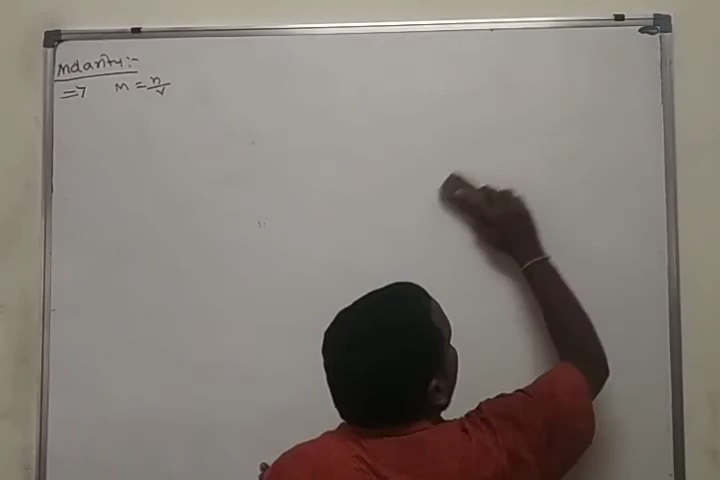 Molarity:-
=> M = n/v